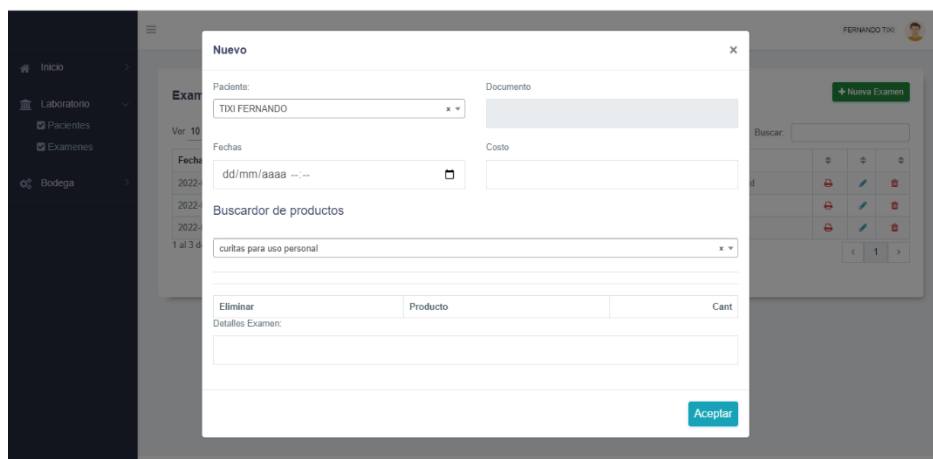 FERNANDO TIXI
Inicio
Laboratorio
Pacientes
Examenes
Bodega
Exam
+ Nueva Examen
Ver 10
Buscar:
Fecha
2022-
2022-
2022-
1 al 3 d
< 1 >
Nuevo
×
Paciente:
Documento
TIXI FERNANDO
Fechas
Costo
dd/mm/aaaa --:--
Buscardor de productos
curitas para uso personal
Eliminar Producto Cant
Detalles Examen:
Aceptar